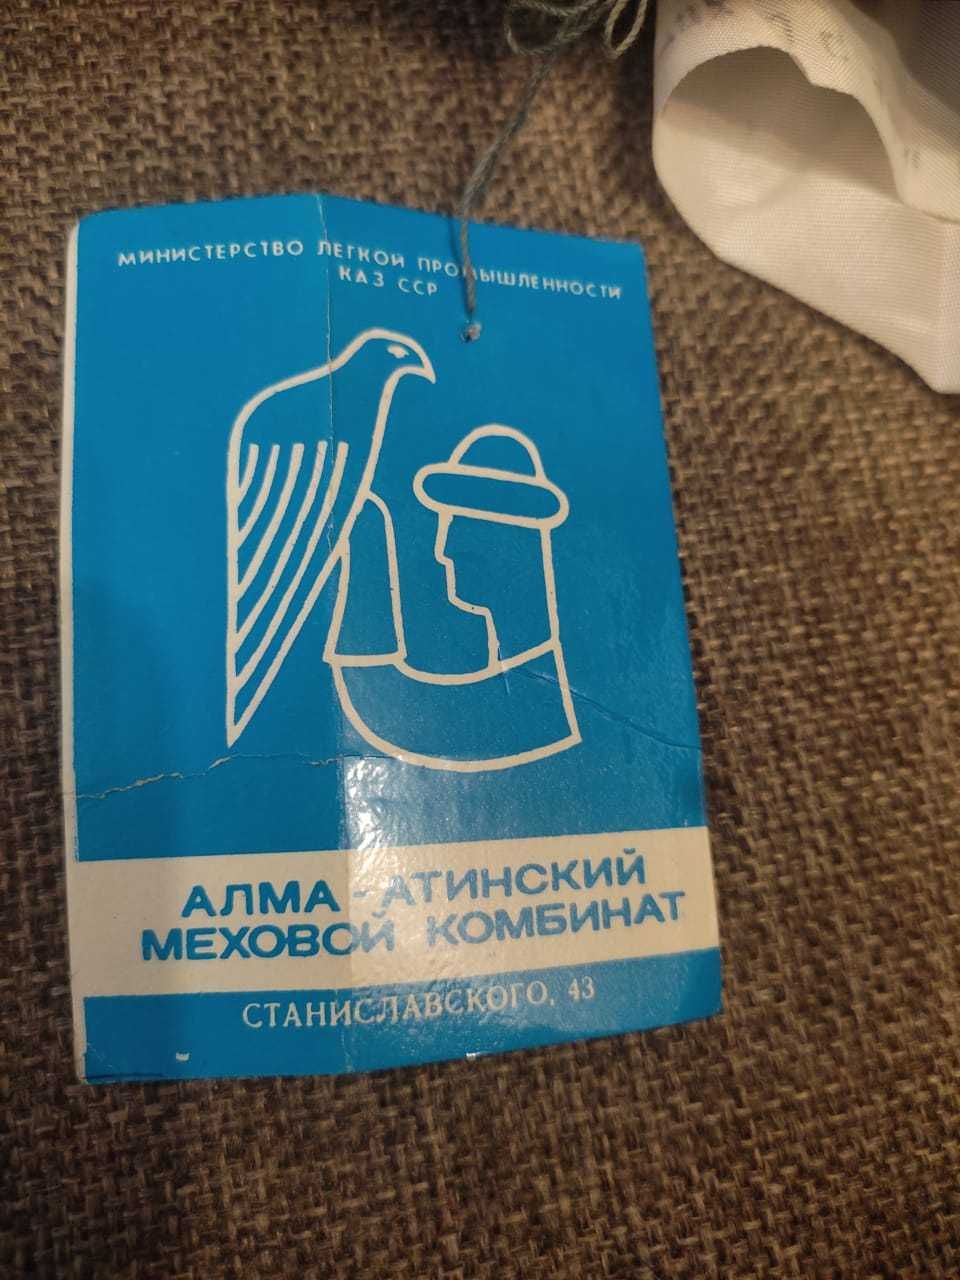 МИНИСТЕРСТВО ЛЕГКОЙ ПРОМЫШЛЕННОСТИ
КАЗ ССР
АЛМА-АТИНСКИЙ
МЕХОВОЙ КОМБИНАТ
СТАНИСЛАВСКОГО, 43